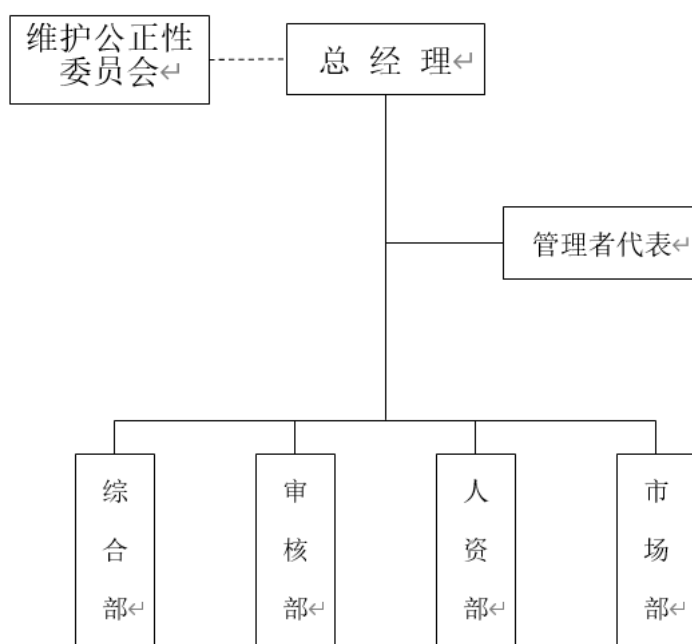 维护公正性
委员会
总 经 理
管理者代表
综合部
审核部
人资部
市场部